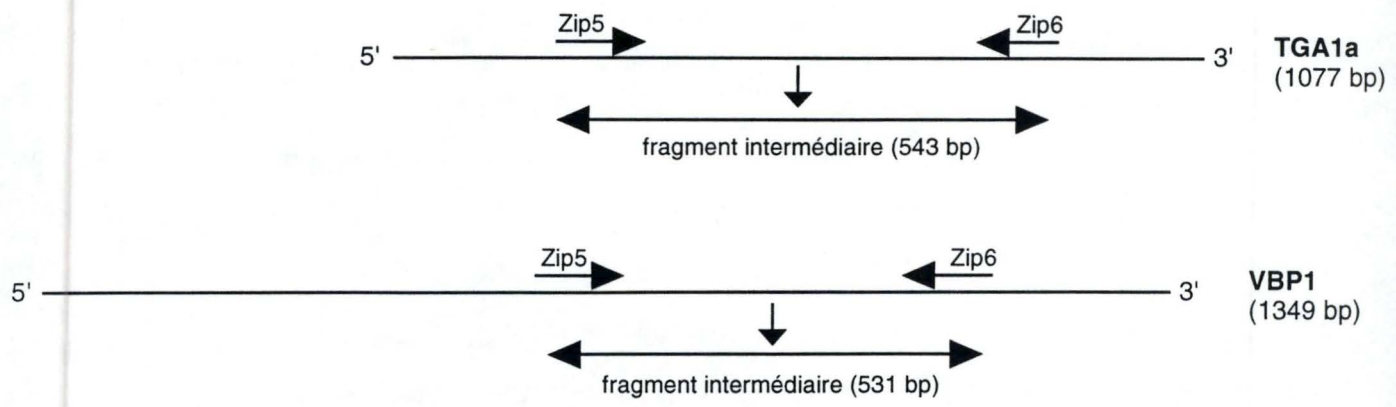 Zip5 Zip6
5' 3' TGA1a
(1077 bp)
fragment intermédiaire (543 bp)
Zip5 Zip6
5' 3' VBP1
(1349 bp)
fragment intermédiaire (531 bp)